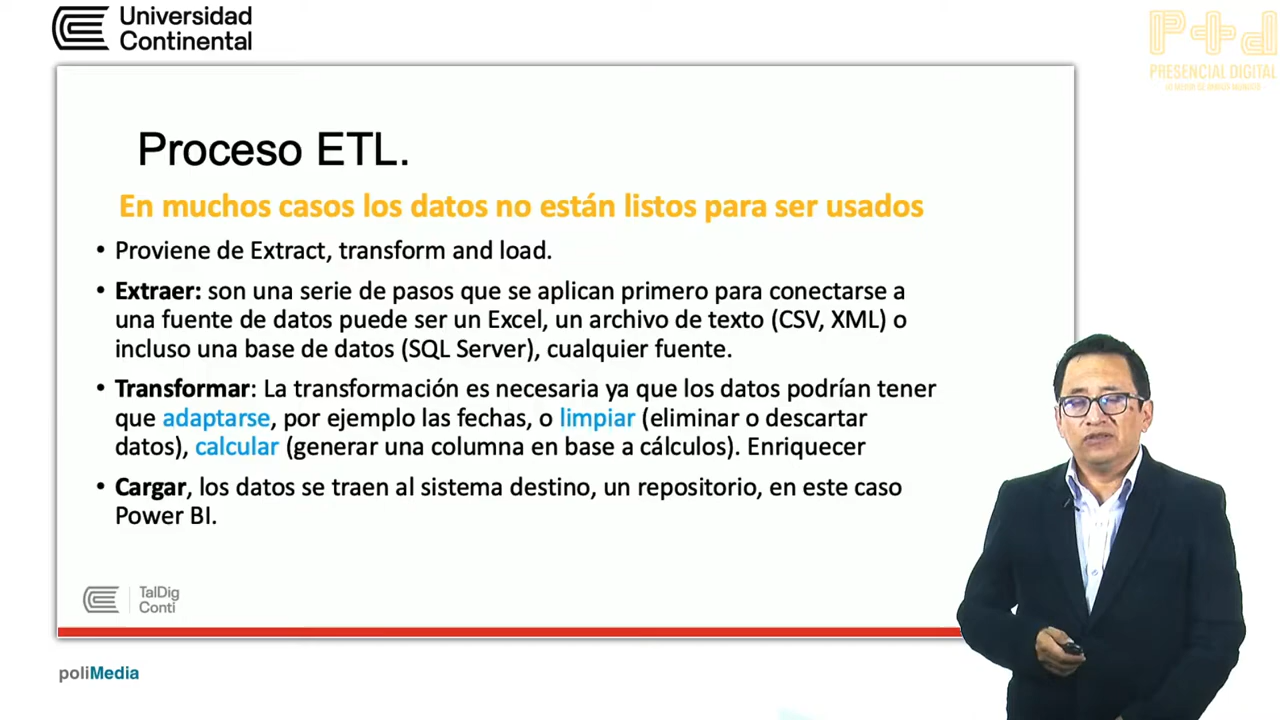 Universidad
Continental
P+d
PRESENCIAL DIGITAL
Proceso ETL.
En muchos casos los datos no están listos para ser usados
• Proviene de Extract, transform and load.
• Extraer: son una serie de pasos que se aplican primero para conectarse a
una fuente de datos puede ser un Excel, un archivo de texto (CSV, XML) o
incluso una base de datos (SQL Server), cualquier fuente.
• Transformar: La transformación es necesaria ya que los datos podrían tener
que adaptarse, por ejemplo las fechas, o limpiar (eliminar o descartar
datos), calcular (generar una columna en base a cálculos). Enriquecer
• Cargar, los datos se traen al sistema destino, un repositorio, en este caso
Power BI.
TalDig
Conti
poliMedia